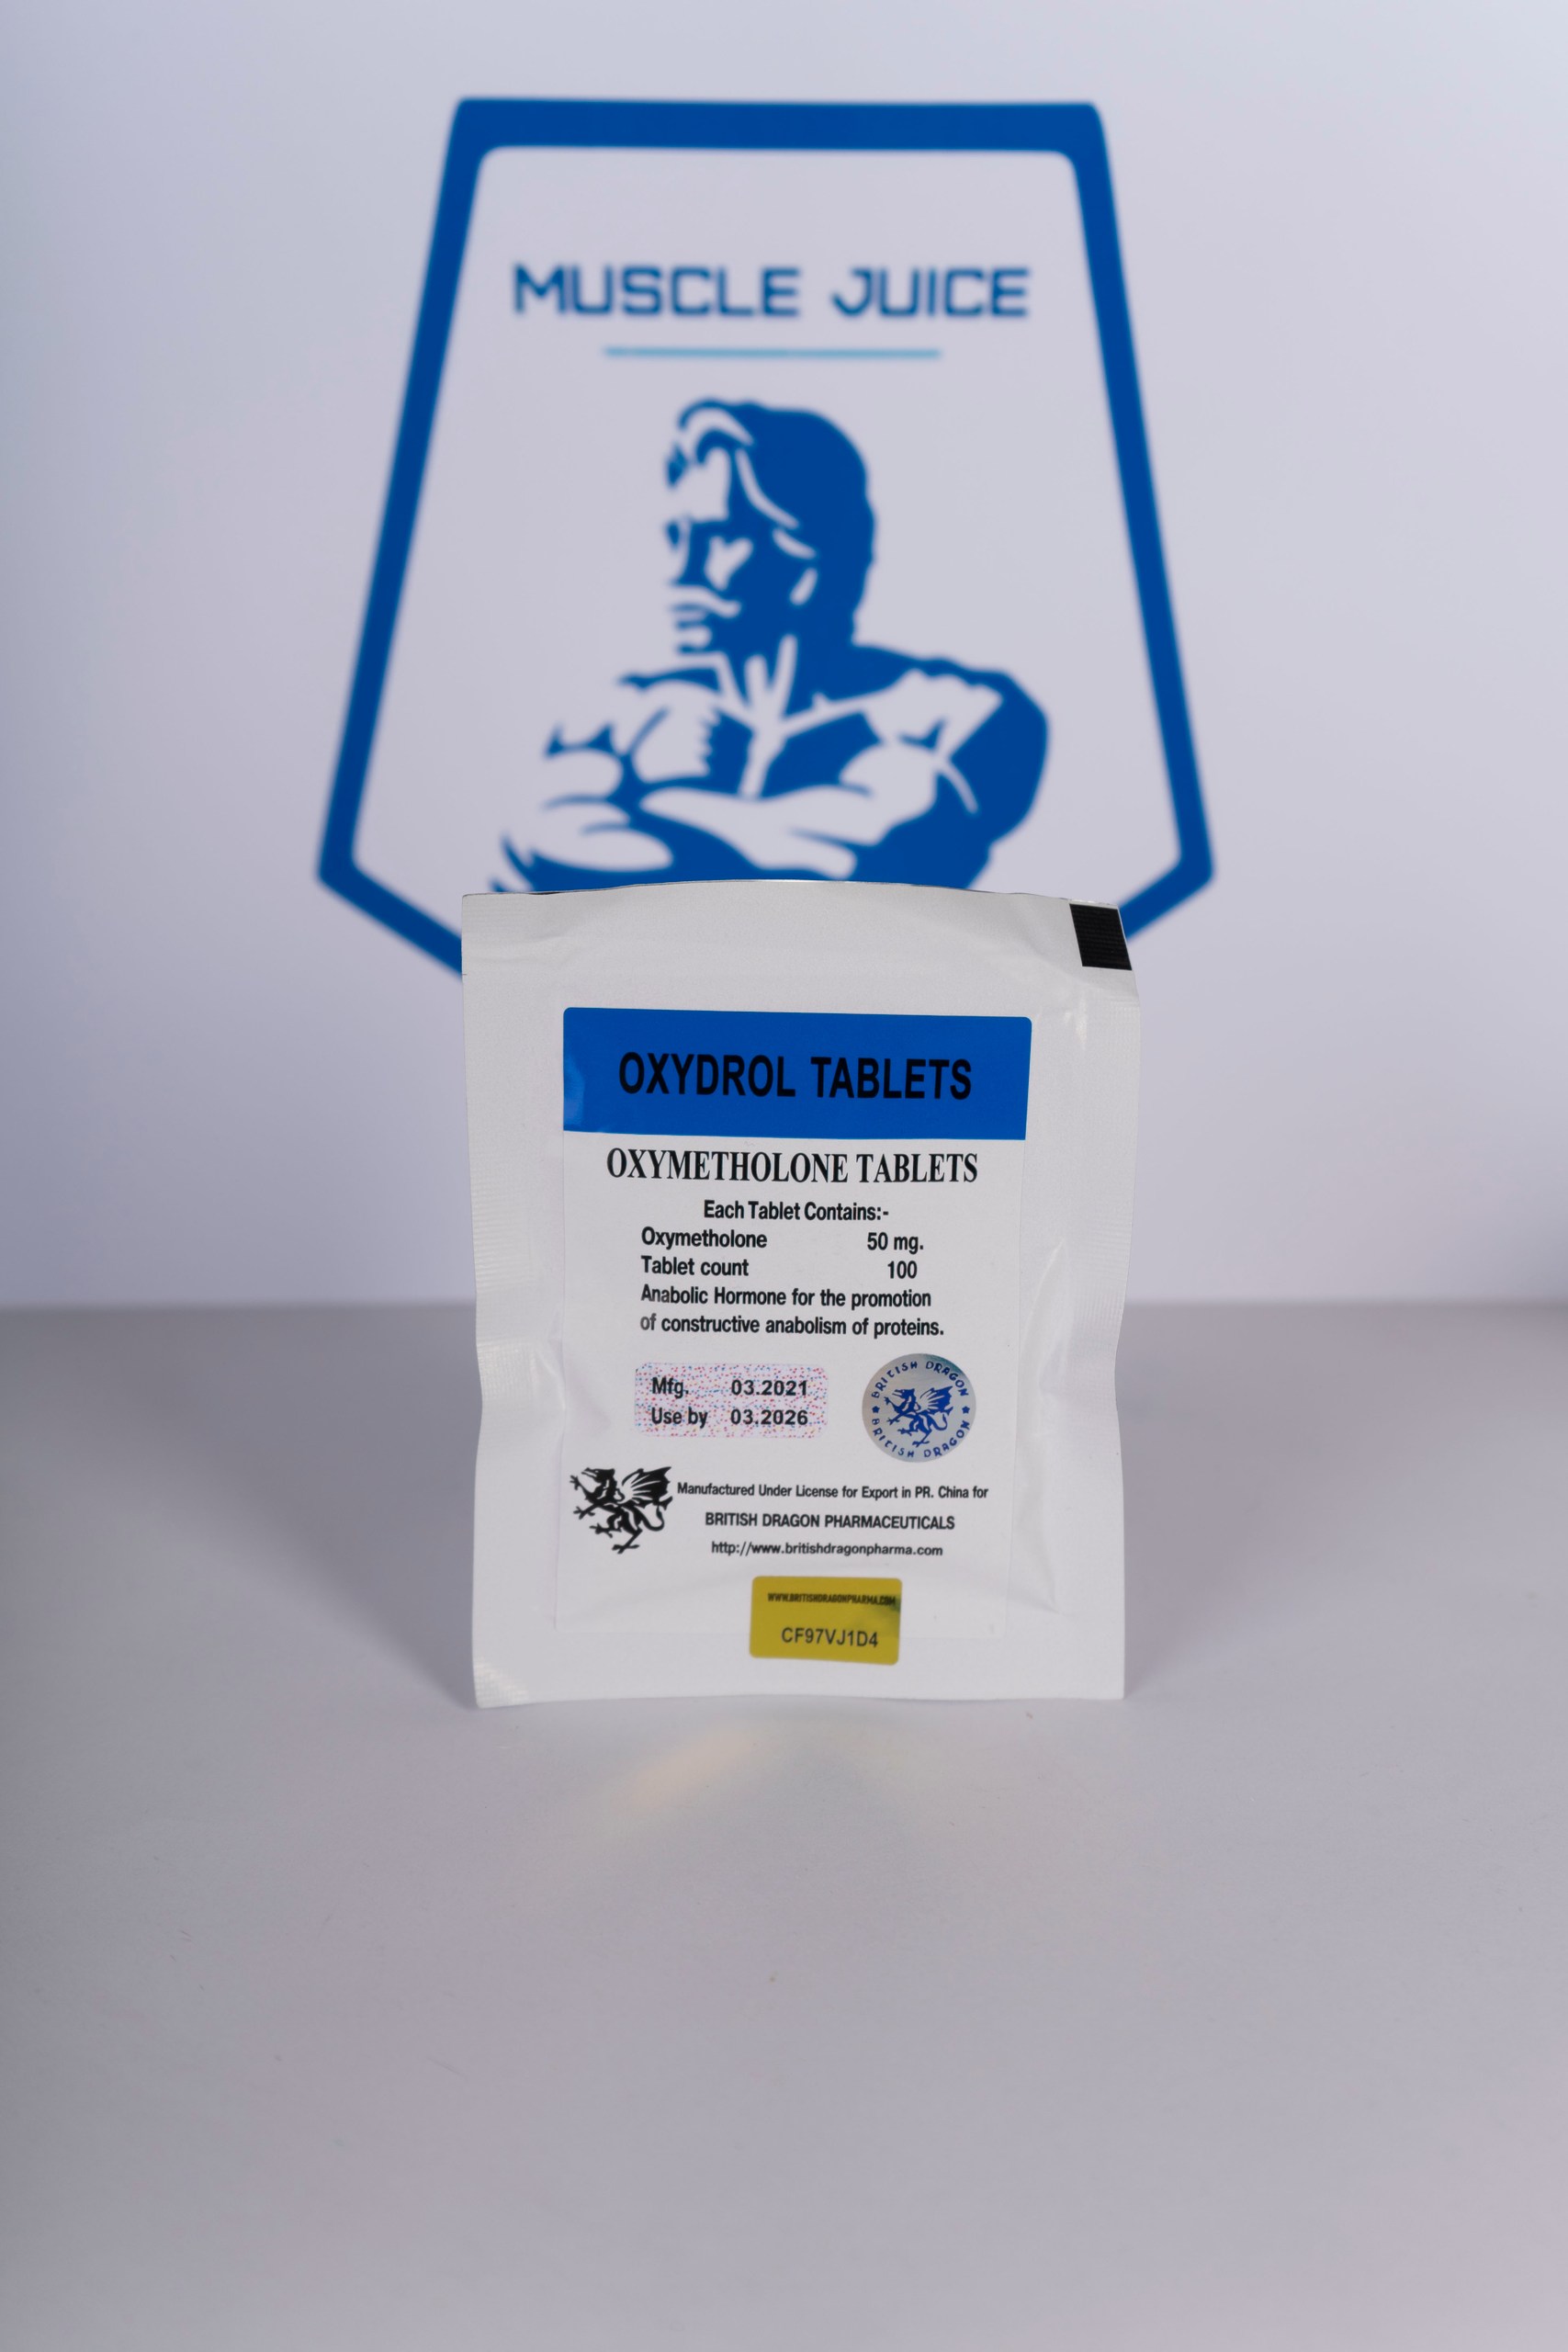 MUSCLE JUICE
OXYDROL TABLETS
OXYMETHOLONE TABLETS
Each Tablet Contains:-
Oxymetholone 50 mg.
Tablet count 100
Anabolic Hormone for the promotion
of constructive anabolism of proteins.
Mfg. 03.2021
Use by 03.2026
BRITISH DRAGON
BRITISH DRAGON
Manufactured Under License for Export in PR. China for
BRITISH DRAGON PHARMACEUTICALS
http://www.britishdragonpharma.com
WWW.BRITISHDRAGONPHARMA.COM
CF97VJ1D4